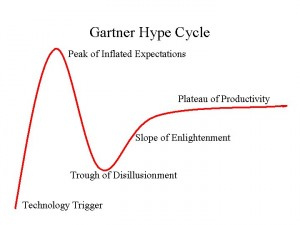 Gartner Hype Cycle
Peak of Inflated Expectations
Plateau of Productivity
Slope of Enlightenment
Trough of Disillusionment
Technology Trigger